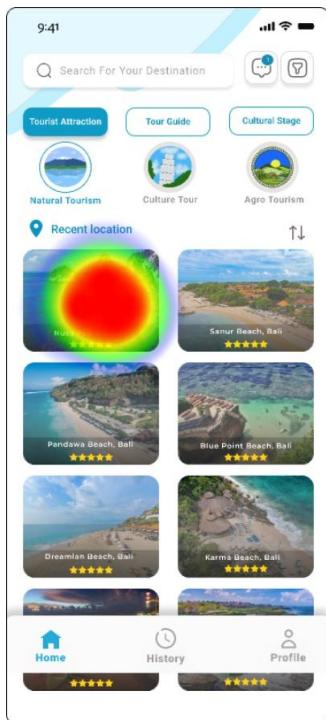 9:41
Search For Your Destination
1
Tourist Attraction
Tour Guide
Cultural Stage
Natural Tourism
Culture Tour
Agro Tourism
Recent location
Sanur Beach, Bali
Pandawa Beach, Bali
Blue Point Beach, Bali
Dreamlan Beach, Bali
Karma Beach, Bali
Home
History
Profile